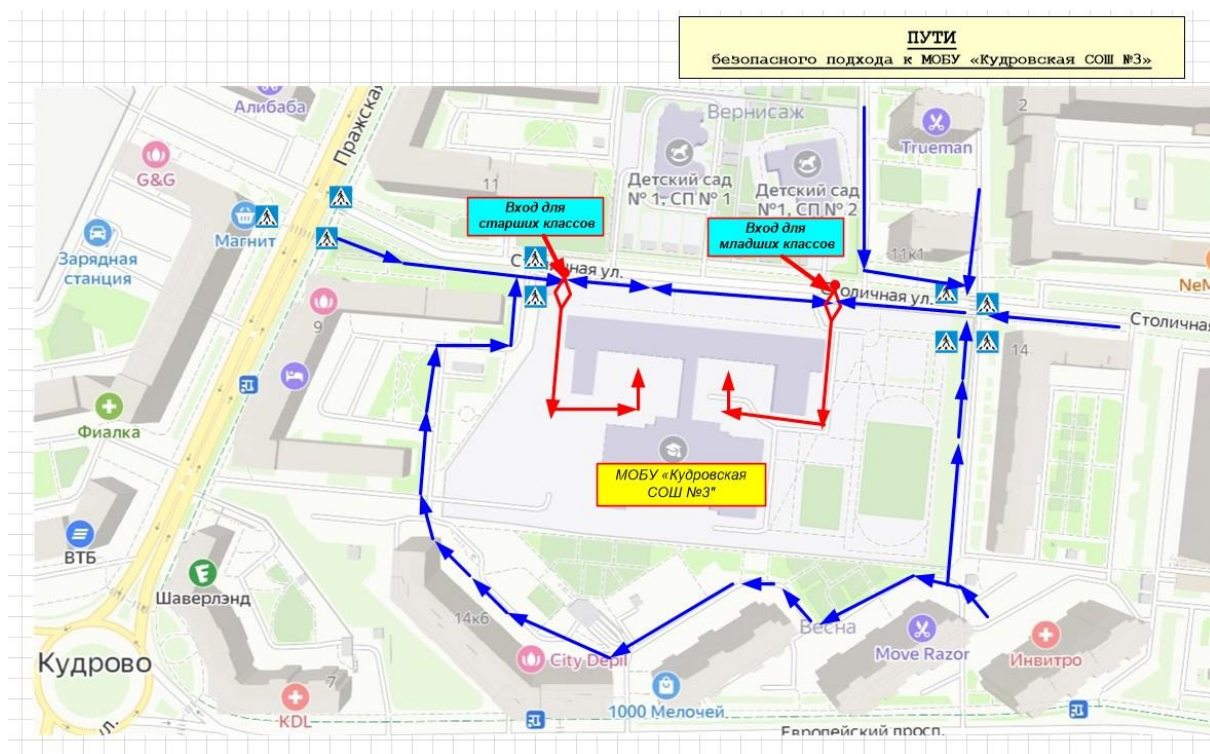 ПУТИ
безопасного подхода к МОБУ «Кудровская СОШ №3»
Алибаба
Пражская
Вернисаж
Trueman
2
G&G
11
Детский сад
№ 1, СП № 1
Детский сад
№1, СП № 2
Вход для
старших классов
Вход для
младших классов
Магнит
11к1
Зарядная
станция
Столичная ул.
Столичная ул.
Столичная
NeM
9
14
Фиалка
МОБУ «Кудровская
СОШ №3"
ВТБ
Шаверлэнд
14к6
Весна
Кудрово
7
KDL
City Depil
Move Razor
Инвитро
1000 Мелочей
Европейский просп.
ул.